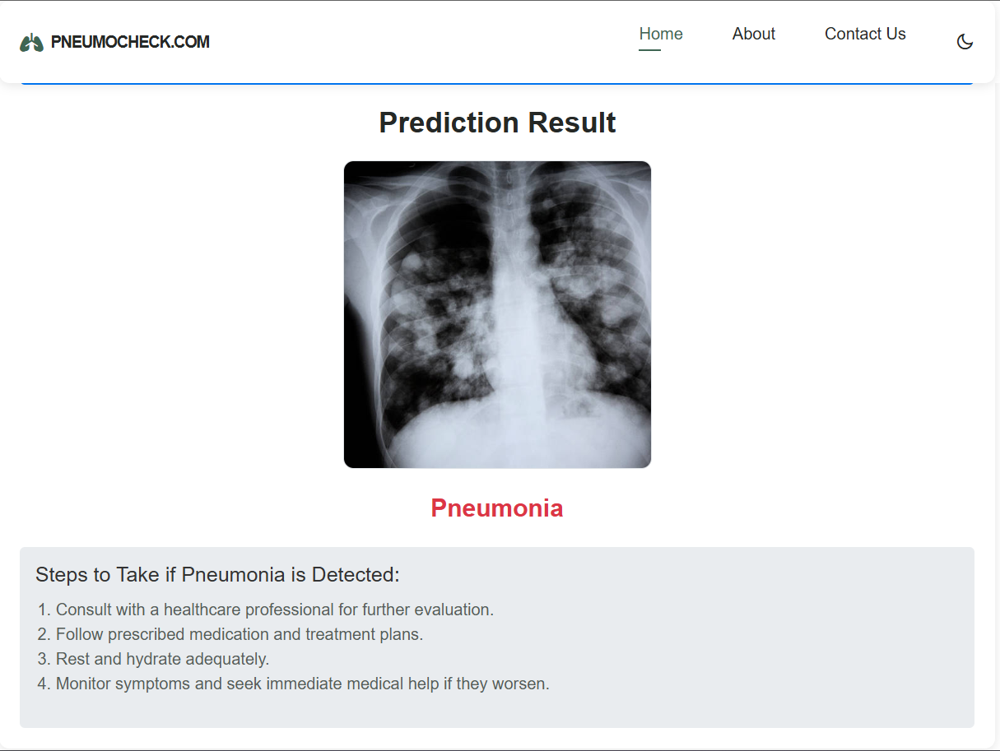 PNEUMOCHECK.COM
Home About Contact Us
Prediction Result
Pneumonia
Steps to Take if Pneumonia is Detected:
1. Consult with a healthcare professional for further evaluation.
2. Follow prescribed medication and treatment plans.
3. Rest and hydrate adequately.
4. Monitor symptoms and seek immediate medical help if they worsen.